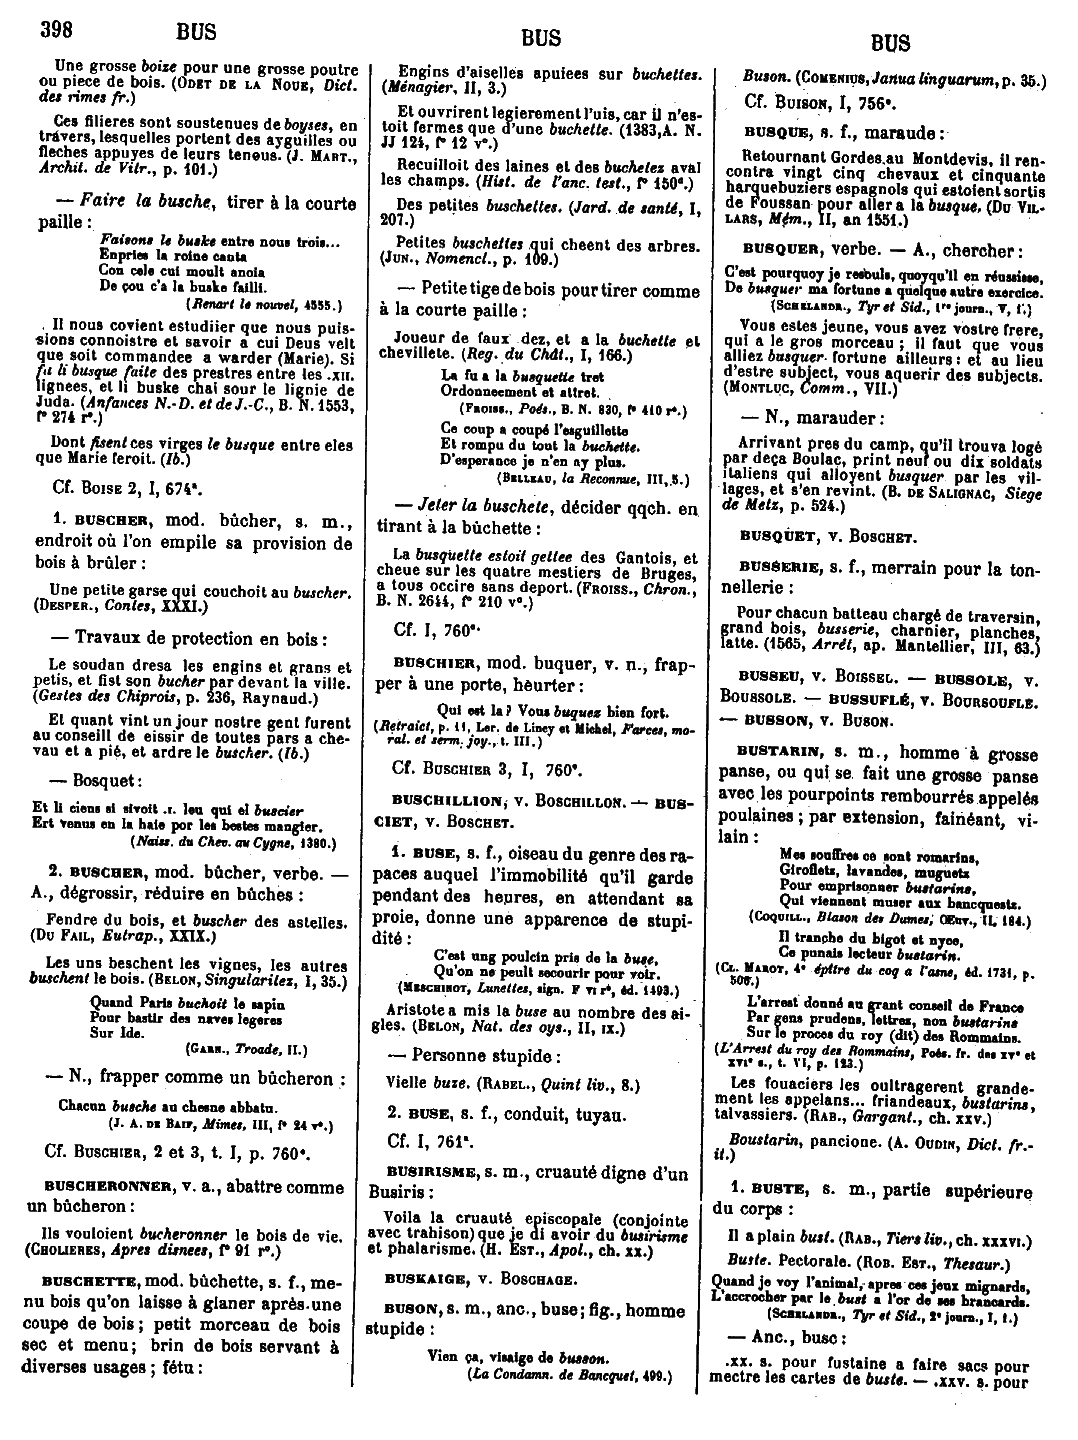 398 BUS
BUS
BUS
Une grosse boize pour une grosse poutre
ou piece de bois. (ODET DE LA NOUE, Dict.
des rimes fr.)
Ces filieres sont soustenues de boyses, en
travers, lesquelles portent des ayguilles ou
fleches appuyes de leurs tenons. (J. MART.,
Archit. de Vitr., p. 101.)
— Faire la busche, tirer à la courte
paille :
Faisons le buske entre nous trois...
Enpries la roine canta
Con cele cui moult anoia
De çou c'a la buske failli.
(Renart le nouvel, 4555.)
Il nous covient estudiier que nous puis-
sions connoistre et savoir a cui Deus velt
que soit commandee a warder (Marie). Si
fu li busque faite des prestres entre les .XII.
lignees, et li buske chai sour le lignie de
Juda. (Anfances N.-D. et de J.-C., B. N. 1553,
f° 274 r°.)
Dont fisent ces virges le busque entre eles
que Marie feroit. (Ib.)
Cf. BOISE 2, I, 674ª.
1. BUSCHER, mod. bûcher, s. m.,
endroit où l'on empile sa provision de
bois à brûler :
Une petite garse qui couchoit au buscher.
(DESPER., Contes, XXXI.)
— Travaux de protection en bois :
Le soudan dresa les engins et grans et
petis, et fist son bucher par devant la ville.
(Gestes des Chiprois, p. 236, Raynaud.)
Et quant vint un jour nostre gent furent
au conseill de eissir de toutes pars a che-
vau et a pié, et ardre le buscher. (Ib.)
— Bosquet :
Et li ciens si sivoit .I. leu qui el buscier
Ert venus en la haie por les bestes mangier.
(Naiss. du Chev. au Cygne, 1380.)
2. BUSCHER, mod. bûcher, verbe. —
A., dégrossir, réduire en bûches :
Fendre du bois, et buscher des astelles.
(DU FAIL, Eutrap., XXIX.)
Les uns beschent les vignes, les autres
buschent le bois. (BELON, Singularitez, I, 35.)
Quand Paris buchoit le sapin
Pour bastir des naves legeres
Sur Ide.
(GARN., Troade, II.)
— N., frapper comme un bûcheron :
Chacun busche au chesne abbatu.
(J. A. DE BAIF, Mimes, III, f° 24 v°.)
Cf. BUSCHIER, 2 et 3, t. I, p. 760ª.
BUSCHERONNER, v. a., abattre comme
un bûcheron :
Ils vouloient bucheronner le bois de vie.
(CHOLIERES, Apres disnees, f° 91 r°.)
BUSCHETTE, mod. bûchette, s. f., me-
nu bois qu'on laisse à glaner après une
coupe de bois ; petit morceau de bois
sec et menu ; brin de bois servant à
diverses usages ; fétu :
Engins d'aiselles apuiees sur buchettes.
(Ménagier, II, 3.)
Et ouvrirent legierement l'uis, car il n'es-
toit fermes que d'une buchette. (1383, A. N.
JJ 124, f° 12 v°.)
Recuilloit des laines et des buchetez aval
les champs. (Hist. de l'anc. test., f° 150ª.)
Des petites buschettes. (Jard. de santé, I,
207.)
Petites buschettes qui cheent des arbres.
(JUN., Nomencl., p. 109.)
— Petite tige de bois pour tirer comme
à la courte paille :
Joueur de faux dez, et a la buchette et
chevillete. (Reg. du Chât., I, 166.)
La fu a la busquette tret
Ordonneement et attret.
(FROISS., Poés., B. N. 830, f° 410 r°.)
Ce coup a coupé l'esguillette
Et rompu du tout la buchette.
D'esperance je n'en ay plus.
(BELLEAU, la Reconnue, III, 5.)
— Jeter la buschete, décider qqch. en
tirant à la bûchette :
La busquette estoit gettee des Gantois, et
cheue sur les quatre mestiers de Bruges,
a tous occire sans deport. (FROISS., Chron.,
B. N. 2644, f° 210 v°.)
Cf. I, 760ª.
BUSCHIER, mod. buquer, v. n., frap-
per à une porte, heurter :
Qui est la ? Vous buquez bien fort.
(Retraict, p. 11, Ler. de Lincy et Michel, Farces, mo-
ral. et serm. joy., t. III.)
Cf. BUSCHIER 3, I, 760ª.
BUSCHILLION, v. BOSCHILLON. — BUS-
CIET, v. BOSCHET.
1. BUSE, s. f., oiseau du genre des ra-
paces auquel l'immobilité qu'il garde
pendant des heures, en attendant sa
proie, donne une apparence de stupi-
dité :
C'est ung poulcin pris de la buse,
Qu'on ne peult secourir pour voir.
(MESCHINOT, Lunettes, sign. F VI r°, éd. 1493.)
Aristote a mis la buse au nombre des ai-
gles. (BELON, Nat. des oys., II, IX.)
— Personne stupide :
Vielle buze. (RABEL., Quint liv., 8.)
2. BUSE, s. f., conduit, tuyau.
Cf. I, 761ª.
BUSIRISME, s. m., cruauté digne d'un
Busiris :
Voila la cruauté episcopale (conjointe
avec trahison) que je di avoir du busirisme
et phalarisme. (H. EST., Apol., ch. XX.)
BUSKAIGE, v. BOSCHAGE.
BUSON, s. m., anc., buse ; fig., homme
stupide :
Vien ça, visaige de busson.
(La Condamn. de Bancquet, 499.)
Buson. (COMENIUS, Janua linguarum, p. 35.)
Cf. BUISON, I, 756ª.
BUSQUE, s. f., maraude :
Retournant Gordes au Montdevis, il ren-
contra vingt cinq chevaux et cinquante
harquebuziers espagnols qui estoient sortis
de Foussan pour aller a la busque. (DU VIL-
LARS, Mém., II, an 1551.)
BUSQUER, verbe. — A., chercher :
C'est pourquoy je resbuls, quoyqu'il en réussisse,
De busquer ma fortune a quelque autre exercice.
(SCHELANDR., Tyr et Sid., 1re journ., V, 1.)
Vous estes jeune, vous avez vostre frere,
qui a le gros morceau ; il faut que vous
alliez busquer fortune ailleurs : et au lieu
d'estre subject, vous aquerir des subjects.
(MONTLUC, Comm., VII.)
— N., marauder :
Arrivant pres du camp, qu'il trouva logé
par deça Boulac, print neuf ou dix soldats
italiens qui alloyent busquer par les vil-
lages, et s'en revint. (B. DE SALIGNAC, Siege
de Metz, p. 524.)
BUSQUET, v. BOSCHET.
BUSSERIE, s. f., merrain pour la ton-
nellerie :
Pour chacun batteau chargé de traversin,
grand bois, busserie, charnier, planches,
latte. (1565, Arrêt, ap. Mantellier, III, 63.)
BUSSEU, v. BOISSEL. — BUSSOLE, v.
BOUSSOLE. — BUSSUFLÉ, v. BOURSOUFLE.
— BUSSON, v. BUSON.
BUSTARIN, s. m., homme à grosse
panse, ou qui se fait une grosse panse
avec les pourpoints rembourrés appelés
poulaines ; par extension, fainéant, vi-
lain :
Mes souffres ce sont romarins,
Giroflets, lavandes, muguetz
Pour emprisonner bustarins,
Qui viennent muser aux bancquestz.
(COQUILL., Blason des Dames, Œuv., II, 184.)
Il tranche du bigot et nyce,
Ce punais lecteur bustarin.
(CL. MAROT, 4e épitre du coq a l'asne, éd. 1731, p.
506.)
L'arrest donné au grant conseil de France
Par gens prudens, lettrez, non bustarins
Sur le proces du roy (dit) des Rommains.
(L'Arrest du roy des Rommains, Poés. fr. des XVe et
XVIe s., t. VI, p. 123.)
Les fouaciers les oultragerent grande-
ment les appelans... friandeaux, bustarins,
talvassiers. (RAB., Gargant., ch. XXV.)
Boustarin, pancione. (A. OUDIN, Dict. fr.-
it.)
1. BUSTE, s. m., partie supérieure
du corps :
Il a plain bust. (RAB., Tiers liv., ch. XXXVI.)
Buste. Pectorale. (ROB. EST., Thesaur.)
Quand je voy l'animal, apres ces jeux mignards,
L'accrocher par le bust a l'or de ses brancards.
(SCHELANDR., Tyr et Sid., 2e journ., I, 1.)
— Anc., busc :
.XX. s. pour fustaine a faire sacs pour
mectre les cartes de buste. — .XXV. s. pour